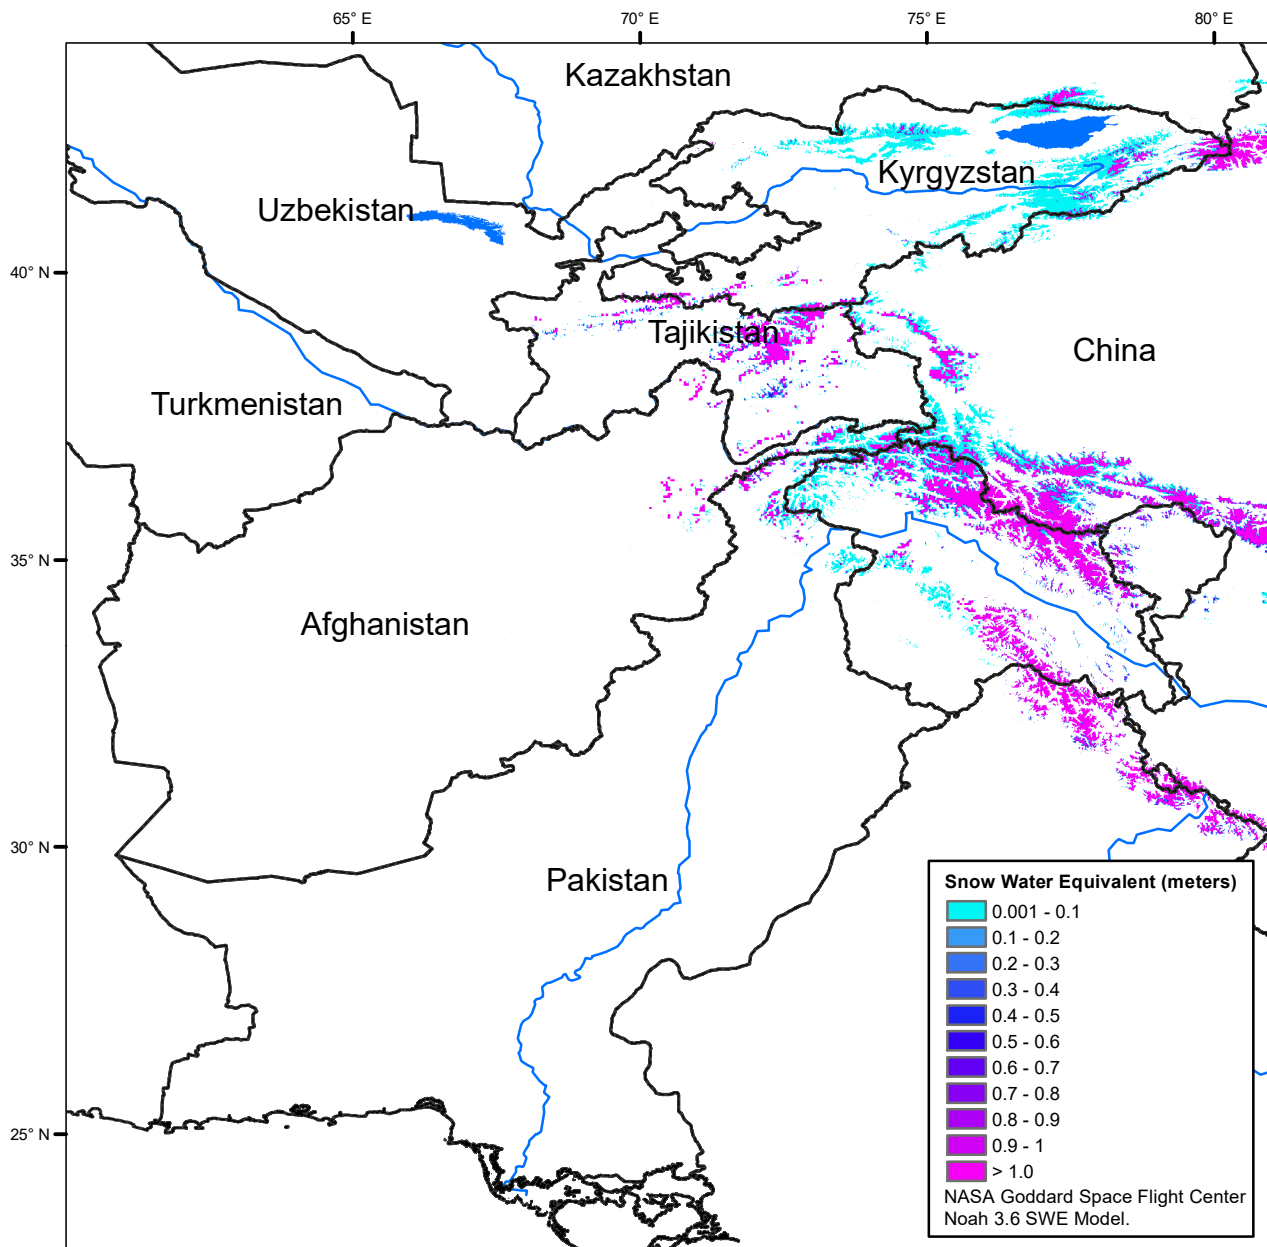 65° E
70° E
75° E
80° E
Kazakhstan
Kyrgyzstan
Uzbekistan
40° N
Tajikistan
China
Turkmenistan
35° N
Afghanistan
30° N
Pakistan
25° N
Snow Water Equivalent (meters)
0.001 - 0.1
0.1 - 0.2
0.2 - 0.3
0.3 - 0.4
0.4 - 0.5
0.5 - 0.6
0.6 - 0.7
0.7 - 0.8
0.8 - 0.9
0.9 - 1
> 1.0
NASA Goddard Space Flight Center
Noah 3.6 SWE Model.